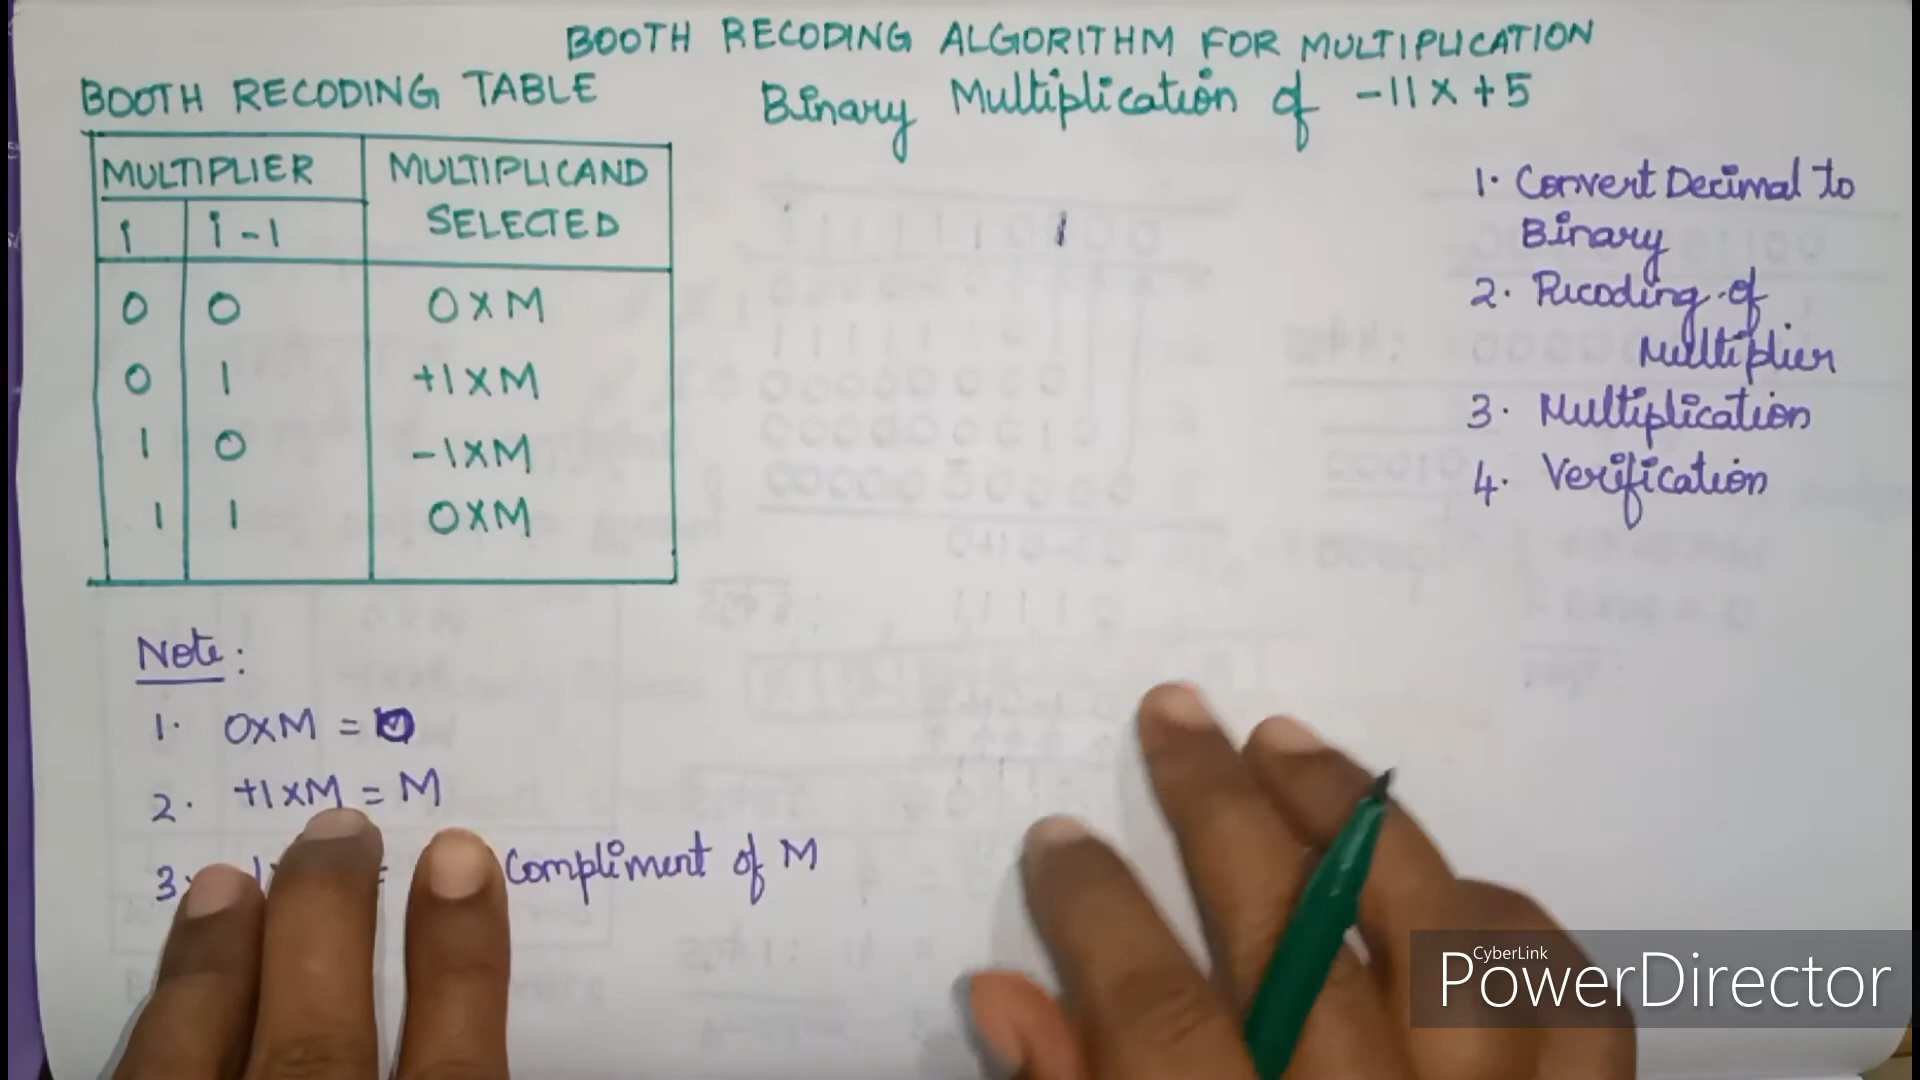 BOOTH RECODING ALGORITHM FOR MULTIPLICATION
BOOTH RECODING TABLE
Binary Multiplication of -11 x +5
MULTIPLIER MULTIPLICAND SELECTED
i i-1
0 0 0XM
0 1 +1XM
1 0 -1XM
1 1 0XM
Note:
1. 0XM = 0
2. +1XM = M
3. Compliment of M
1. Convert Decimal to
Binary
2. Recoding of
Multiplier
3. Multiplication
4. Verification
CyberLink
PowerDirector